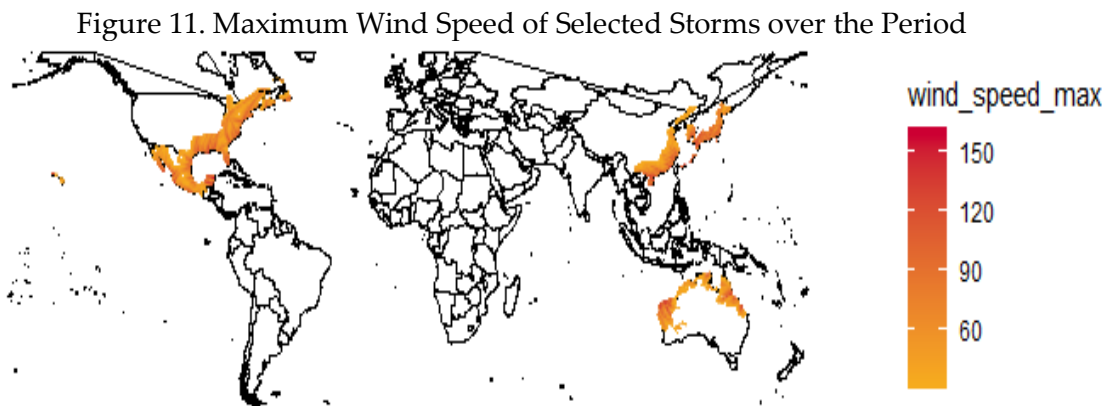 Figure 11. Maximum Wind Speed of Selected Storms over the Period
wind_speed_max
150
120
90
60